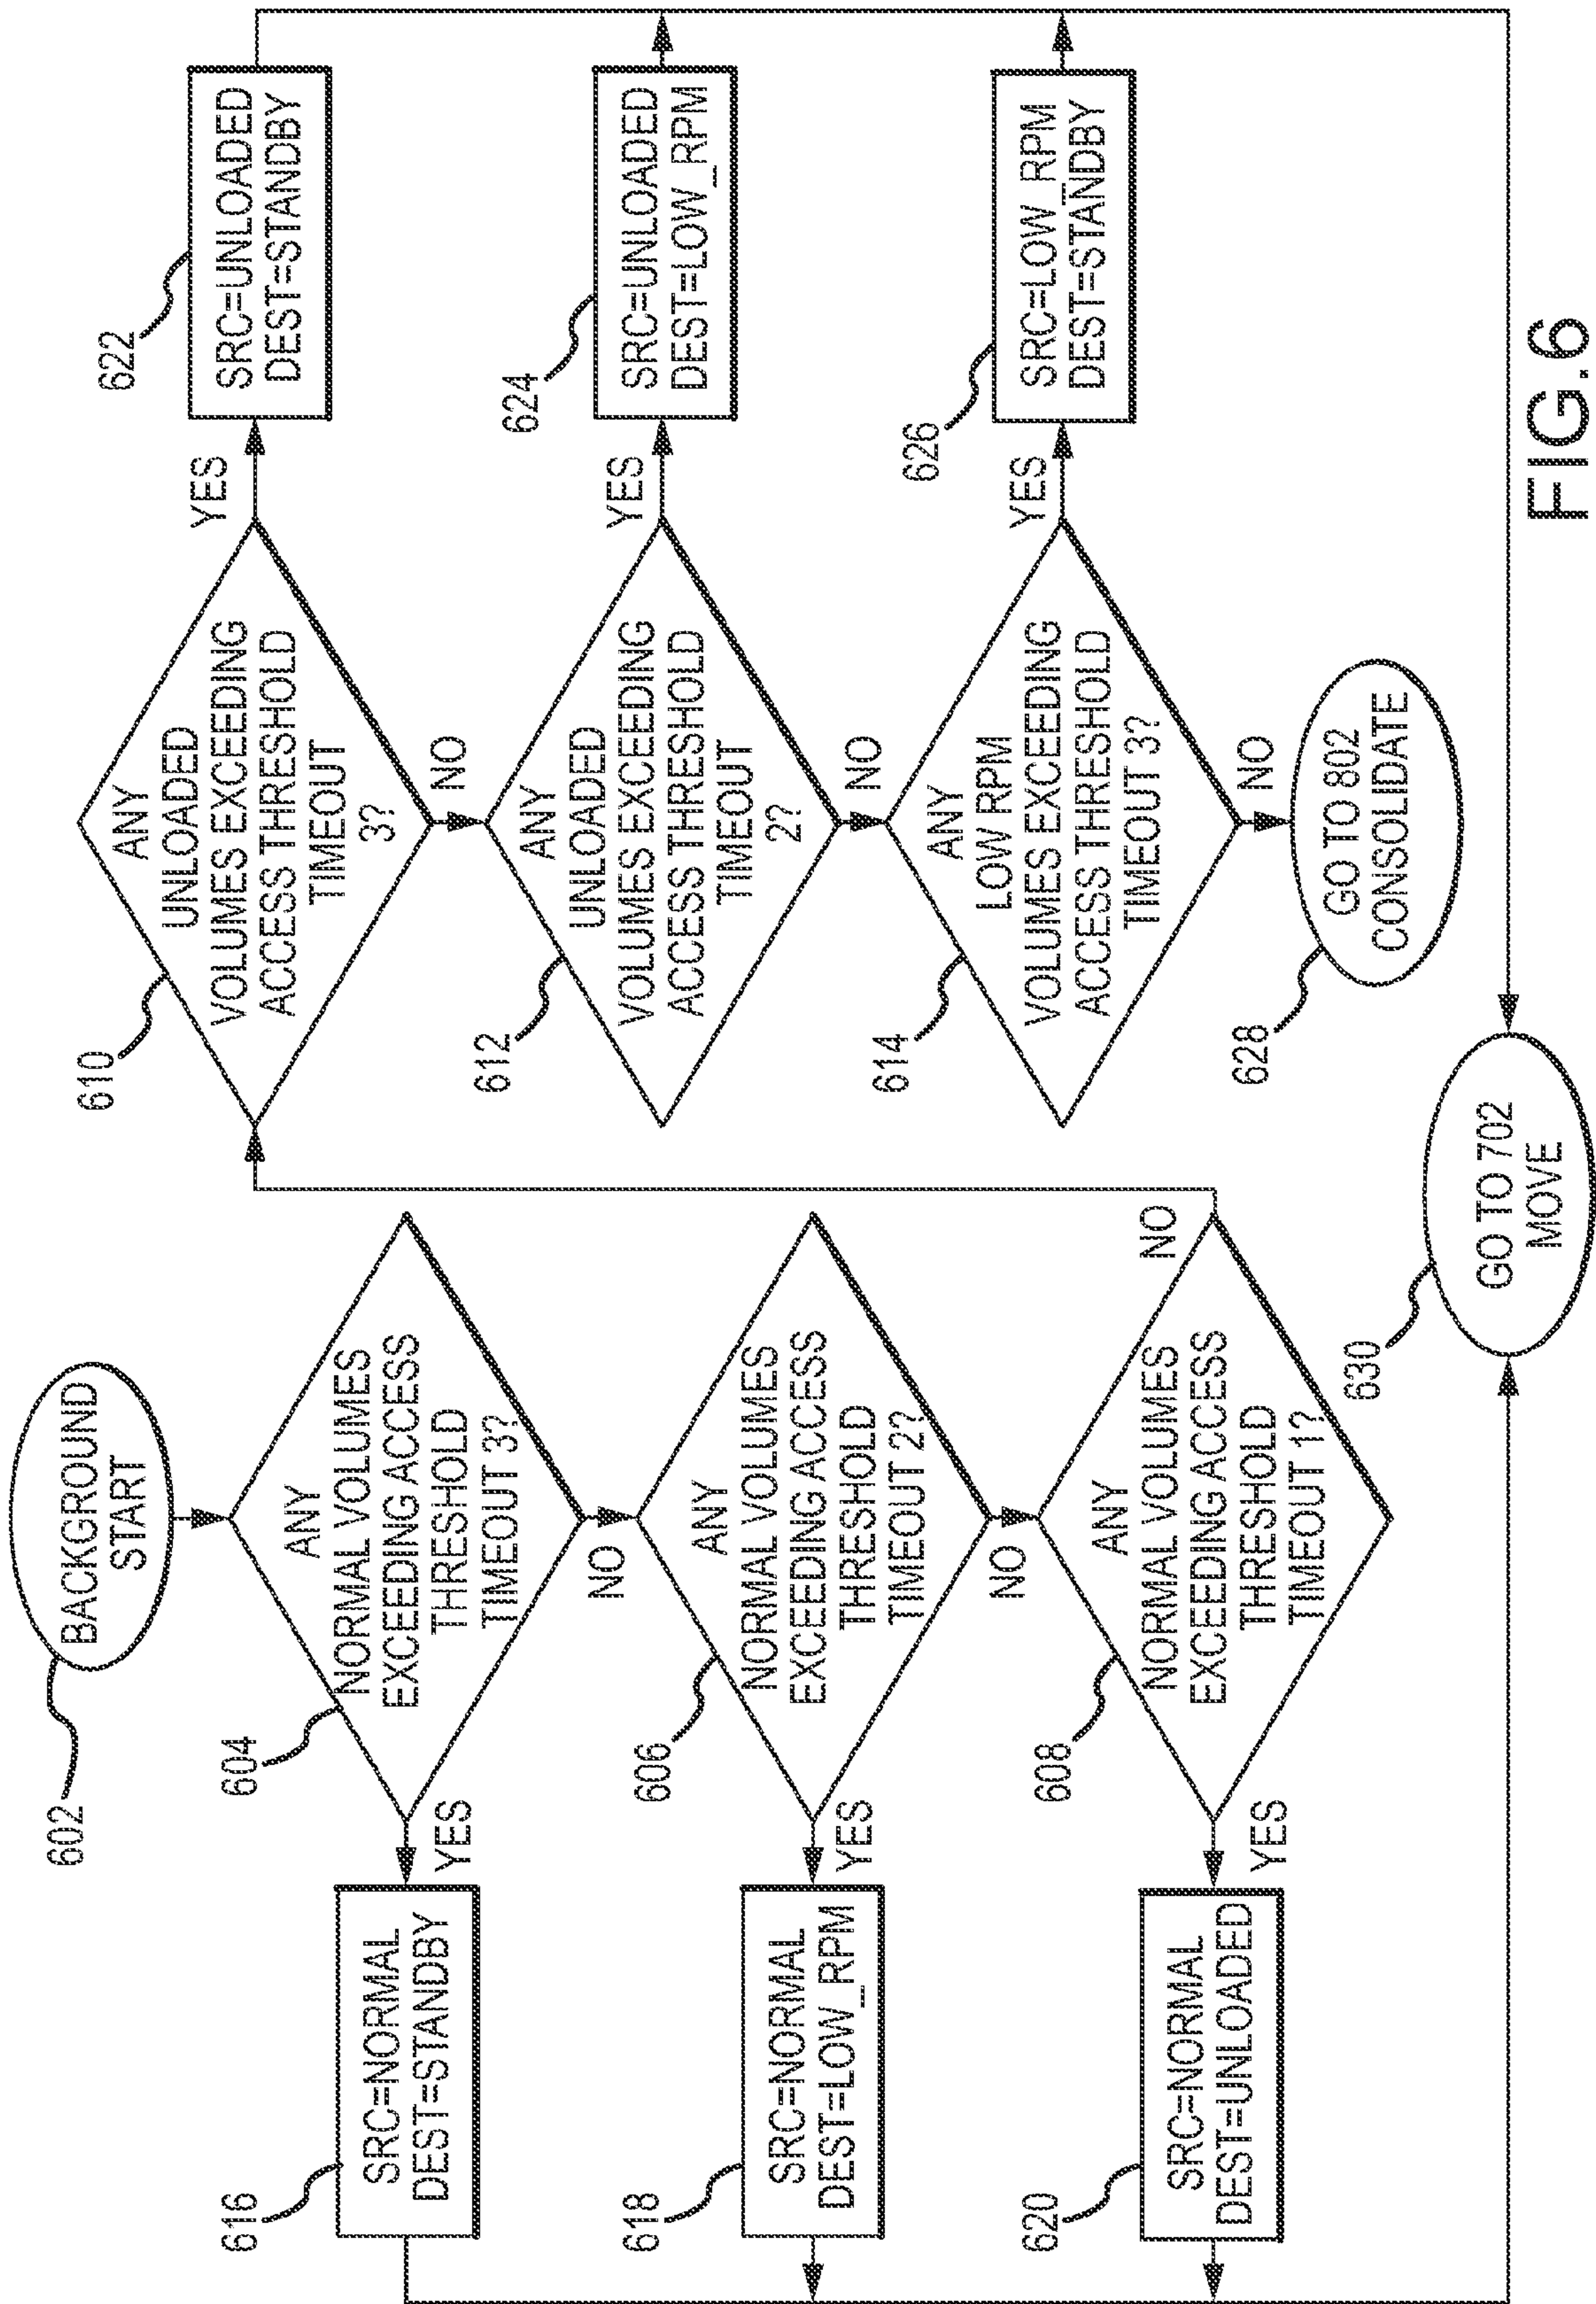 602
BACKGROUND
START
604
ANY
NORMAL VOLUMES
EXCEEDING ACCESS
THRESHOLD
TIMEOUT 3?
YES
NO
616
SRC=NORMAL
DEST=STANDBY
606
ANY
NORMAL VOLUMES
EXCEEDING ACCESS
THRESHOLD
TIMEOUT 2?
YES
NO
618
SRC=NORMAL
DEST=LOW_RPM
608
ANY
NORMAL VOLUMES
EXCEEDING ACCESS
THRESHOLD
TIMEOUT 1?
YES
NO
620
SRC=NORMAL
DEST=UNLOADED
610
ANY
UNLOADED
VOLUMES EXCEEDING
ACCESS THRESHOLD
TIMEOUT
3?
YES
NO
622
SRC=UNLOADED
DEST=STANDBY
612
ANY
UNLOADED
VOLUMES EXCEEDING
ACCESS THRESHOLD
TIMEOUT
2?
YES
NO
624
SRC=UNLOADED
DEST=LOW_RPM
614
ANY
LOW RPM
VOLUMES EXCEEDING
ACCESS THRESHOLD
TIMEOUT 3?
YES
NO
626
SRC=LOW_RPM
DEST=STANDBY
628
GO TO 802
CONSOLIDATE
630
GO TO 702
MOVE
FIG.6